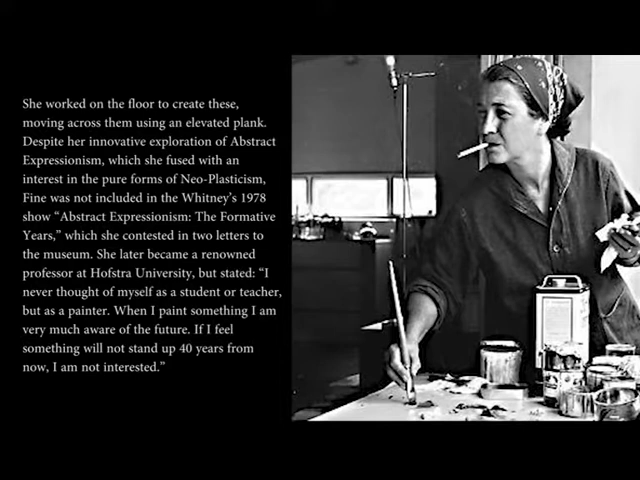 She worked on the floor to create these,
moving across them using an elevated plank.
Despite her innovative exploration of Abstract
Expressionism, which she fused with an
interest in the pure forms of Neo-Plasticism,
Fine was not included in the Whitney’s 1978
show “Abstract Expressionism: The Formative
Years,” which she contested in two letters to
the museum. She later became a renowned
professor at Hofstra University, but stated: “I
never thought of myself as a student or teacher,
but as a painter. When I paint something I am
very much aware of the future. If I feel
something will not stand up 40 years from
now, I am not interested.”